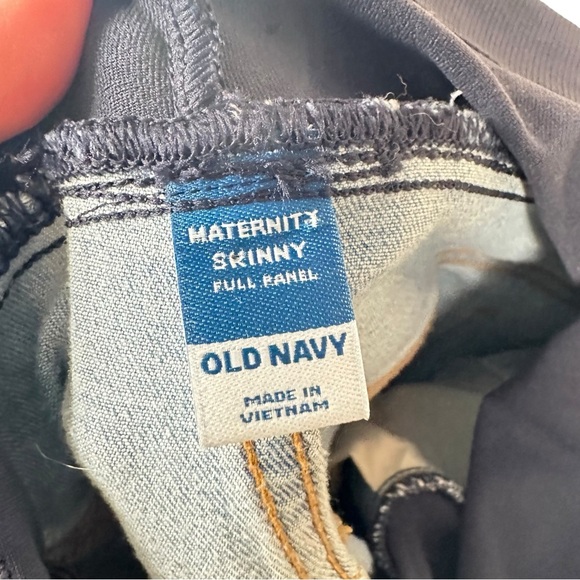 MATERNITY
SKINNY
FULL PANEL
OLD NAVY
MADE IN
VIETNAM